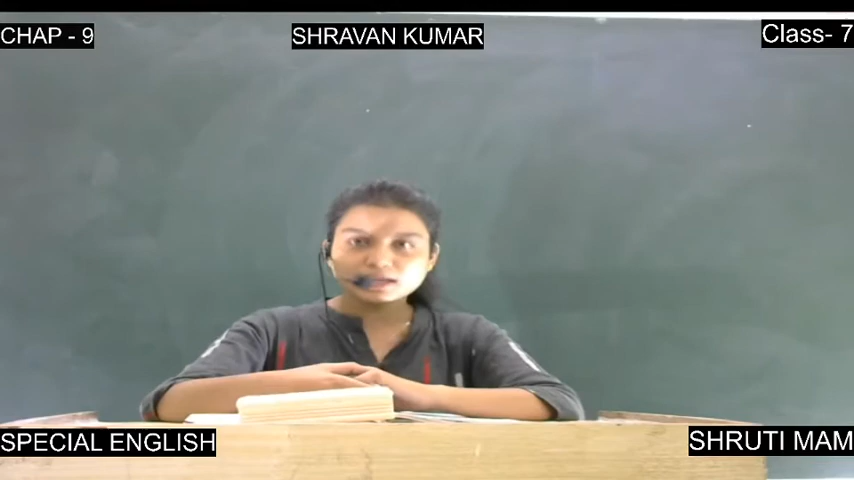 CHAP - 9
SHRAVAN KUMAR
Class- 7
SPECIAL ENGLISH
SHRUTI MAM